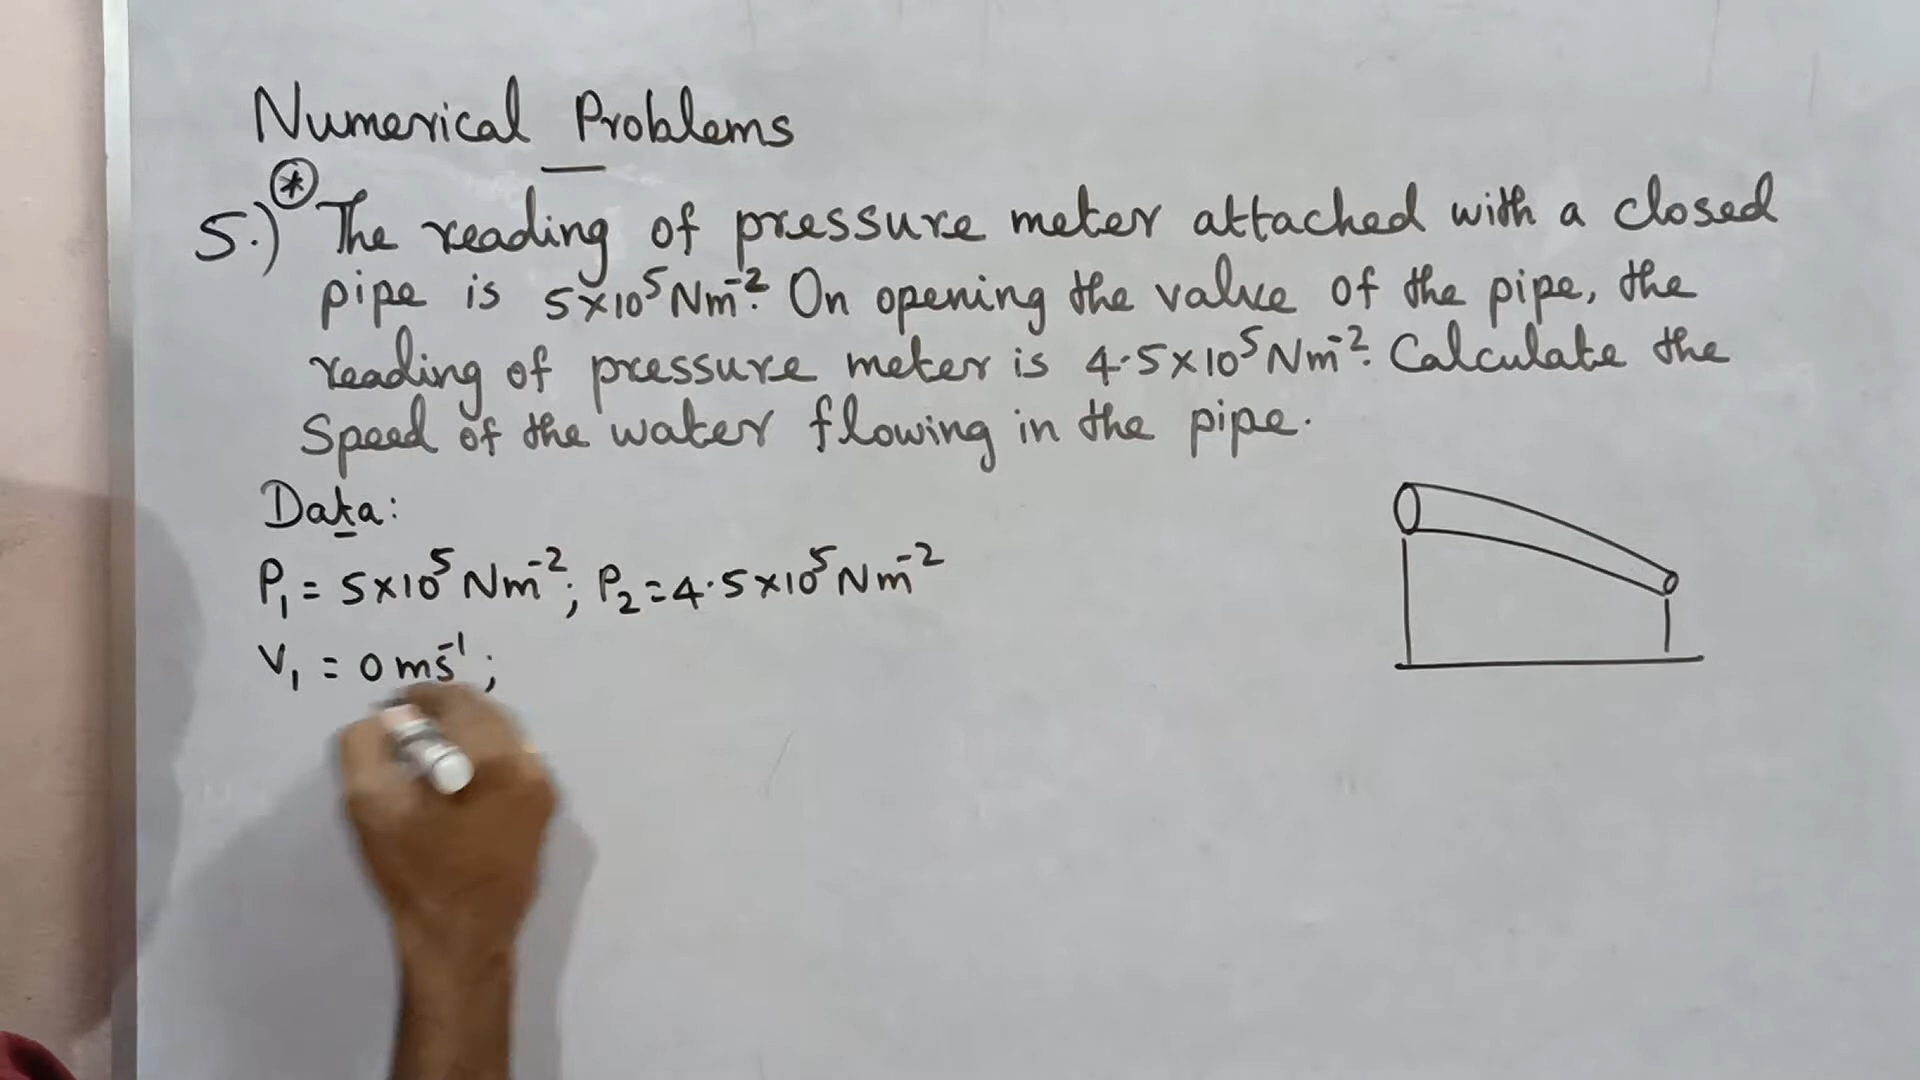 Numerical Problems
5.) * The reading of pressure meter attached with a closed
pipe is 5×10⁵ Nm⁻². On opening the valve of the pipe, the
reading of pressure meter is 4.5×10⁵ Nm⁻². Calculate the
Speed of the water flowing in the pipe.
Data:
P₁ = 5×10⁵ Nm⁻²; P₂ = 4.5×10⁵ Nm⁻²
V₁ = 0 ms⁻¹;